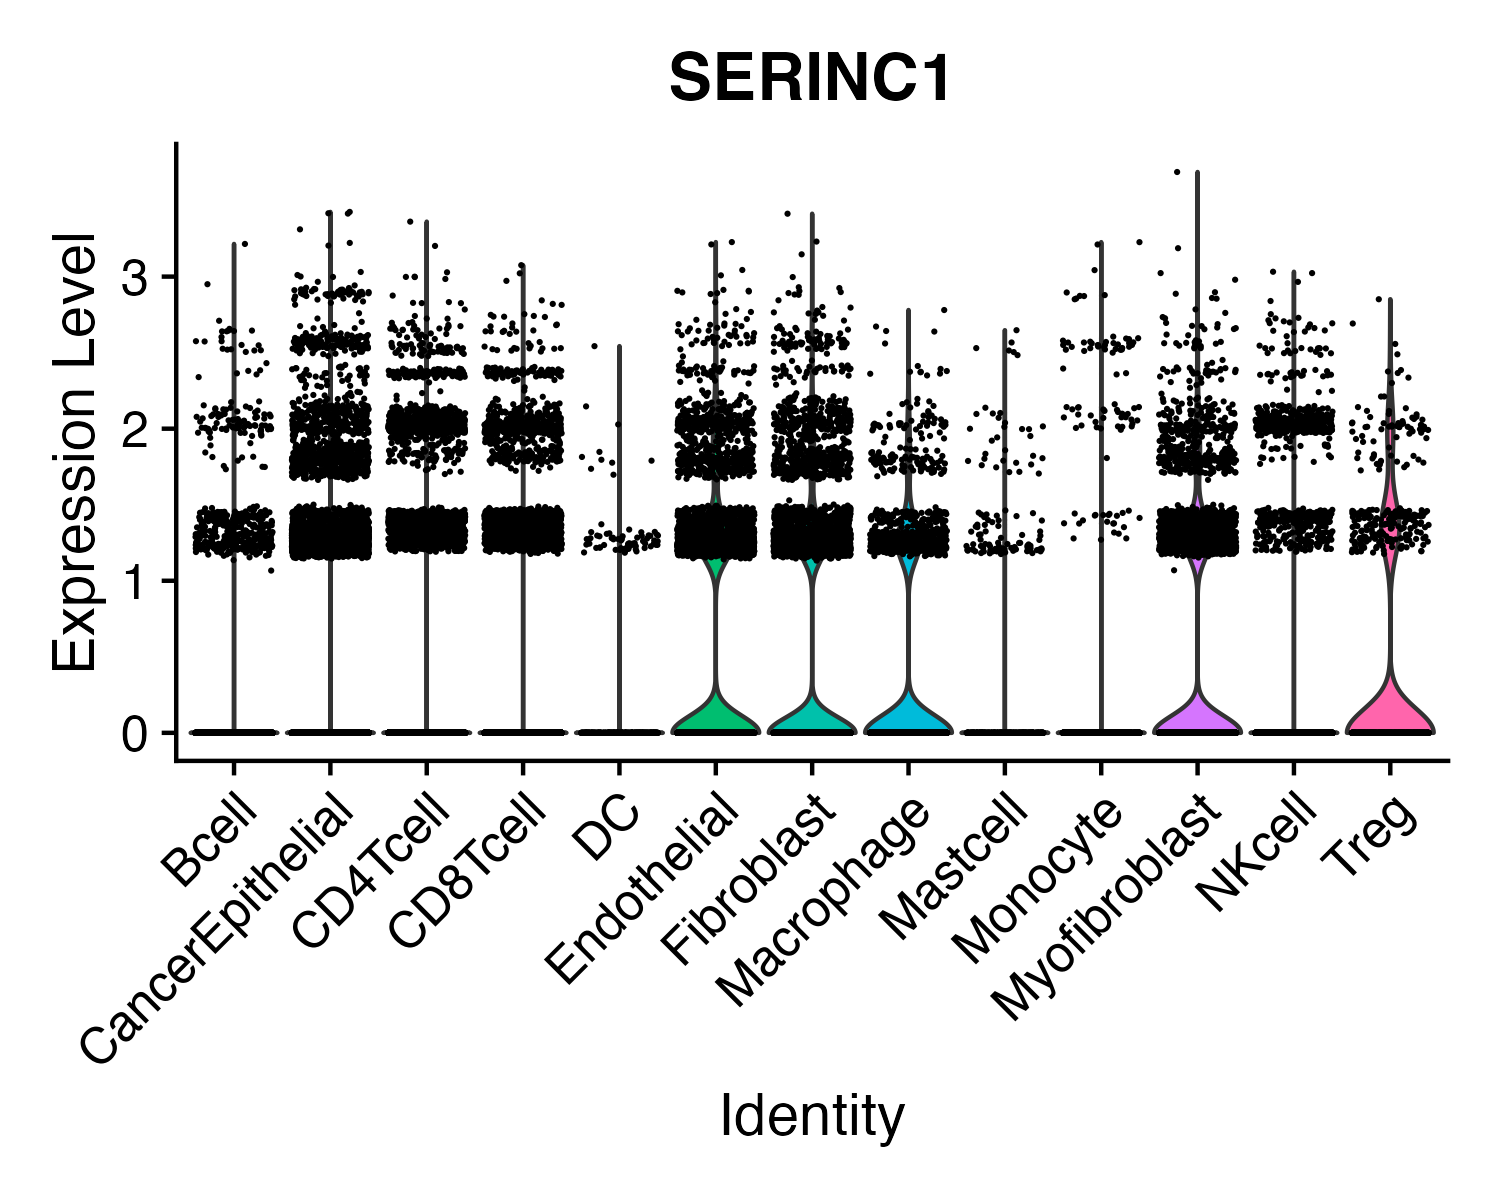 SERINC1
Expression Level
3
2
1
0
Bcell
CancerEpithelial
CD4Tcell
CD8Tcell
DC
Endothelial
Fibroblast
Macrophage
Mastcell
Monocyte
Myofibroblast
NKcell
Treg
Identity